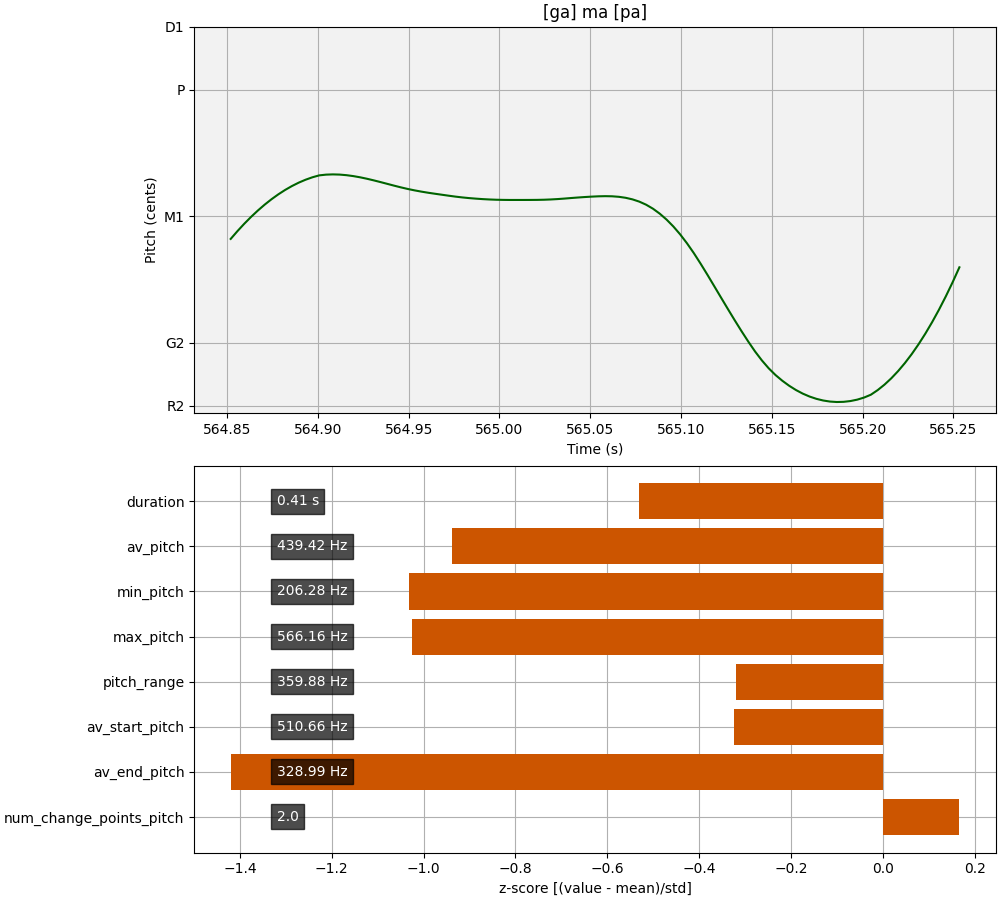 [ga] ma [pa]
D1
P
M1
G2
R2
Pitch (cents)
564.85 564.90 564.95 565.00 565.05 565.10 565.15 565.20 565.25
Time (s)
duration 0.41 s
av_pitch 439.42 Hz
min_pitch 206.28 Hz
max_pitch 566.16 Hz
pitch_range 359.88 Hz
av_start_pitch 510.66 Hz
av_end_pitch 328.99 Hz
num_change_points_pitch 2.0
−1.4 −1.2 −1.0 −0.8 −0.6 −0.4 −0.2 0.0 0.2
z-score [(value - mean)/std]